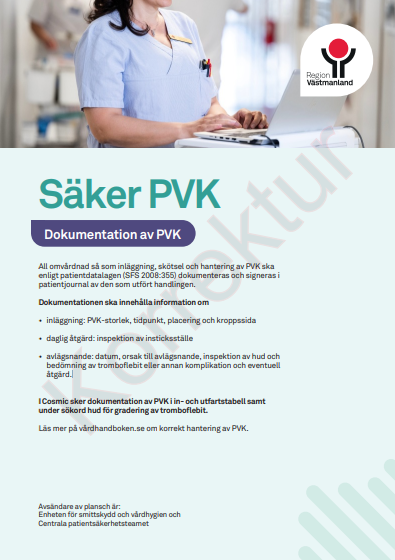 Region
Västmanland
Säker PVK
Dokumentation av PVK
All omvårdnad så som inläggning, skötsel och hantering av PVK ska
enligt patientdatalagen (SFS 2008:355) dokumenteras och signeras i
patientjournal av den som utfört handlingen.
Dokumentationen ska innehålla information om
• inläggning: PVK-storlek, tidpunkt, placering och kroppssida
• daglig åtgärd: inspektion av insticksställe
• avlägsnande: datum, orsak till avlägsnande, inspektion av hud och
bedömning av tromboflebit eller annan komplikation och eventuell
åtgärd.
I Cosmic sker dokumentation av PVK i in- och utfartstabell samt
under sökord hud för gradering av tromboflebit.
Läs mer på vårdhandboken.se om korrekt hantering av PVK.
Avsändare av plansch är:
Enheten för smittskydd och vårdhygien och
Centrala patientsäkerhetsteamet
Korrektur